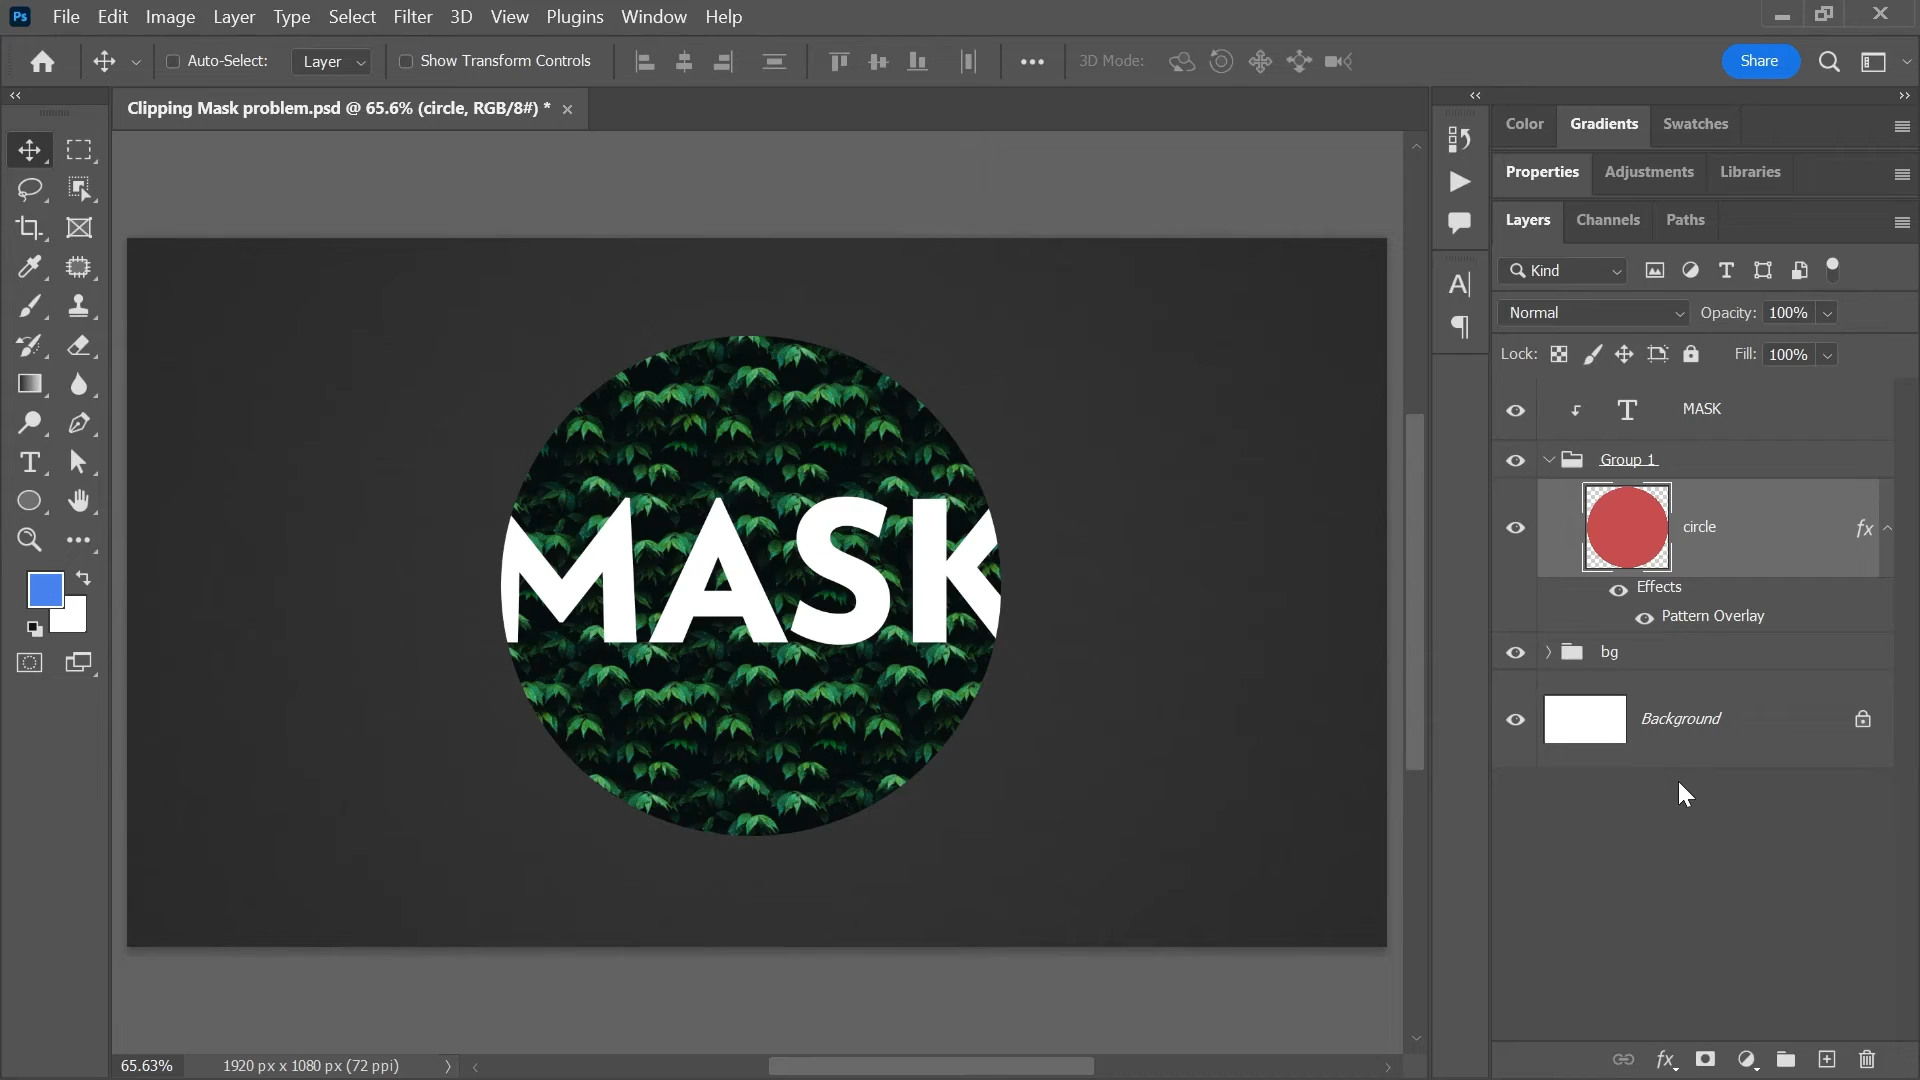 Ps File Edit Image Layer Type Select Filter 3D View Plugins Window Help
Auto-Select: Layer Show Transform Controls 3D Mode: Share
Clipping Mask problem.psd @ 65.6% (circle, RGB/8#) *
Color Gradients Swatches
Properties Adjustments Libraries
Layers Channels Paths
Kind
Normal Opacity: 100%
Lock: Fill: 100%
T MASK
Group 1
circle fx
Effects
Pattern Overlay
bg
Background
MASK
65.63% 1920 px x 1080 px (72 ppi)
fx